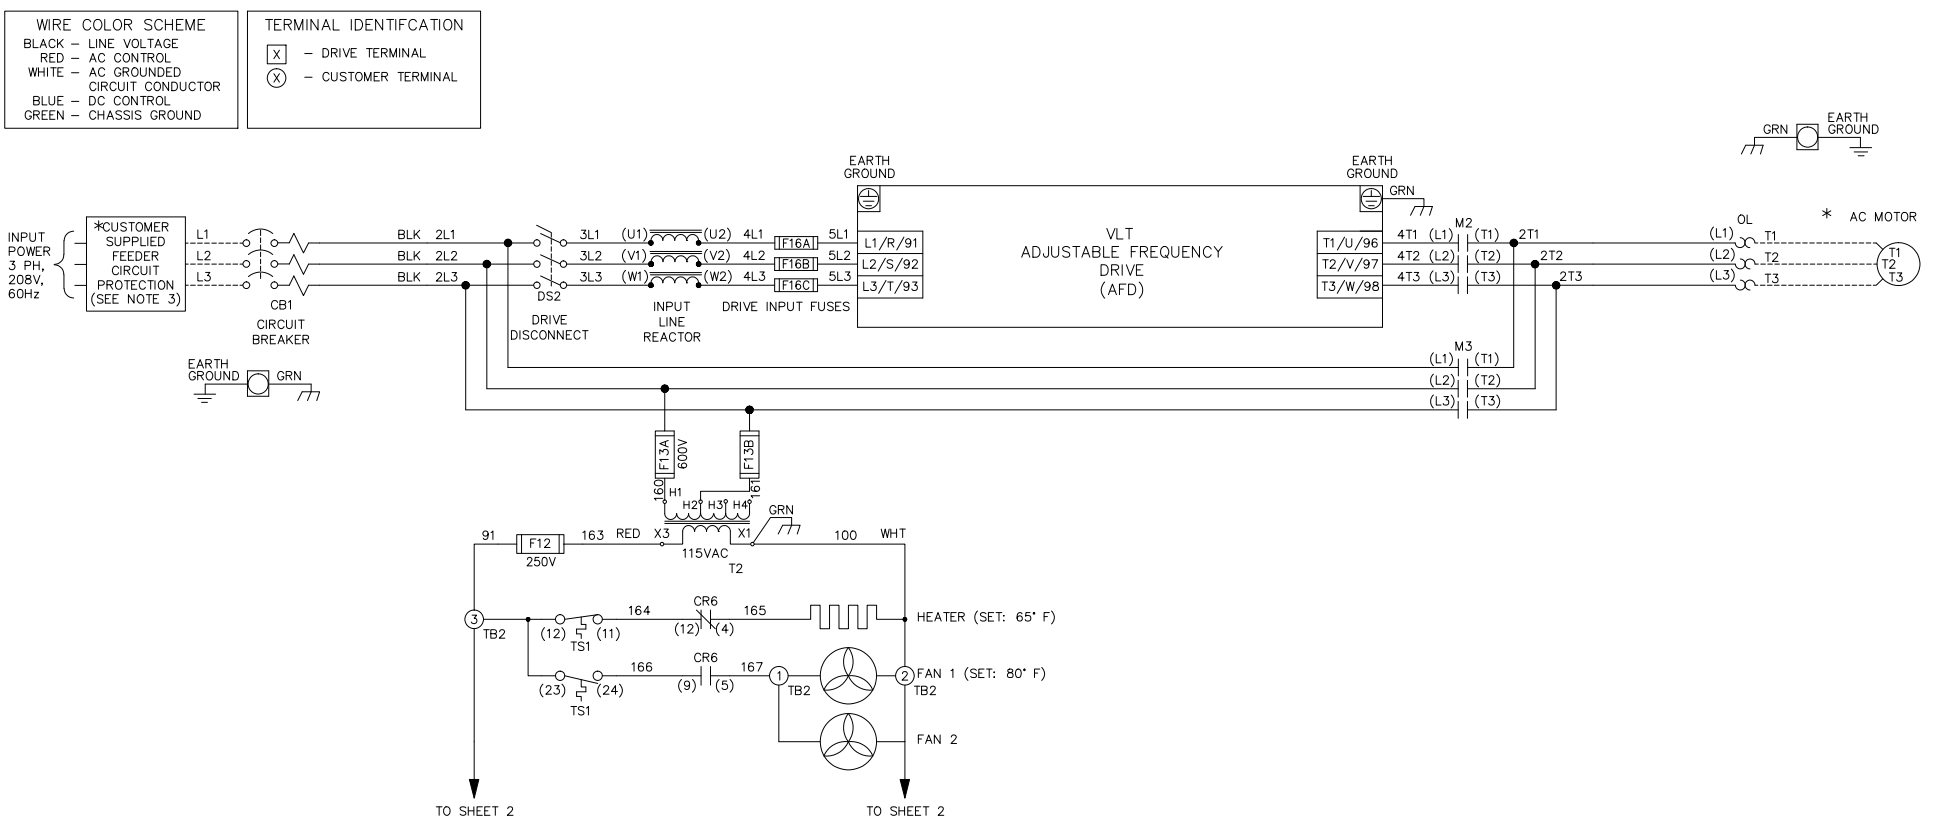 WIRE COLOR SCHEME
BLACK – LINE VOLTAGE
RED – AC CONTROL
WHITE – AC GROUNDED
CIRCUIT CONDUCTOR
BLUE – DC CONTROL
GREEN – CHASSIS GROUND
TERMINAL IDENTIFCATION
X – DRIVE TERMINAL
X – CUSTOMER TERMINAL
GRN
EARTH
GROUND
INPUT
POWER
3 PH,
208V,
60Hz
*CUSTOMER
SUPPLIED
FEEDER
CIRCUIT
PROTECTION
(SEE NOTE 3)
L1
L2
L3
CB1
CIRCUIT
BREAKER
BLK 2L1
BLK 2L2
BLK 2L3
DS2
DRIVE
DISCONNECT
3L1 (U1) (U2) 4L1 F16A 5L1
3L2 (V1) (V2) 4L2 F16B 5L2
3L3 (W1) (W2) 4L3 F16C 5L3
INPUT
LINE
REACTOR
DRIVE INPUT FUSES
EARTH
GROUND
L1/R/91
L2/S/92
L3/T/93
VLT
ADJUSTABLE FREQUENCY
DRIVE
(AFD)
EARTH
GROUND
GRN
T1/U/96
T2/V/97
T3/W/98
M2
4T1 (L1) (T1) 2T1
4T2 (L2) (T2) 2T2
4T3 (L3) (T3) 2T3
OL
(L1) T1
(L2) T2
(L3) T3
* AC MOTOR
T1
T2
T3
M3
(L1) (T1)
(L2) (T2)
(L3) (T3)
EARTH
GROUND
GRN
F13A
600V
F13B
160
161
H1
H2 H3 H4
GRN
91 F12 163 RED X3 X1 100 WHT
250V
115VAC
T2
3
TB2
(12) (11)
TS1
164
CR6
(12) (4)
165
HEATER (SET: 65° F)
(23) (24)
TS1
166
CR6
(9) (5)
167
1
TB2
2
TB2
FAN 1 (SET: 80° F)
FAN 2
TO SHEET 2
TO SHEET 2